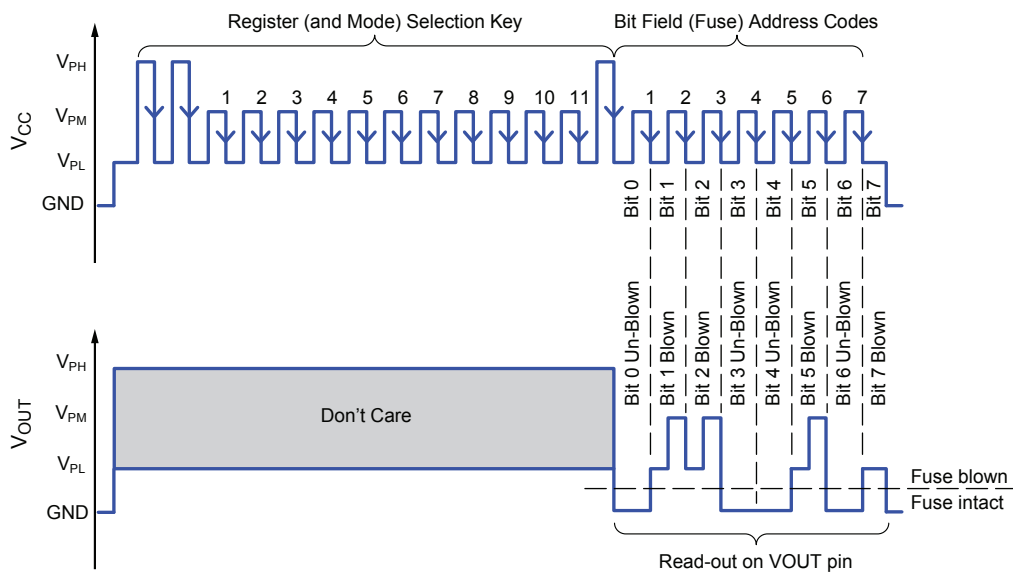 Register (and Mode) Selection Key
Bit Field (Fuse) Address Codes
VPH
VPM
VPL
GND
VCC
1 2 3 4 5 6 7 8 9 10 11
1 2 3 4 5 6 7
Bit 0
Bit 1
Bit 2
Bit 3
Bit 4
Bit 5
Bit 6
Bit 7
VPH
VPM
VPL
GND
VOUT
Don't Care
Bit 0 Un-Blown
Bit 1 Blown
Bit 2 Blown
Bit 3 Un-Blown
Bit 4 Un-Blown
Bit 5 Blown
Bit 6 Un-Blown
Bit 7 Blown
Fuse blown
Fuse intact
Read-out on VOUT pin